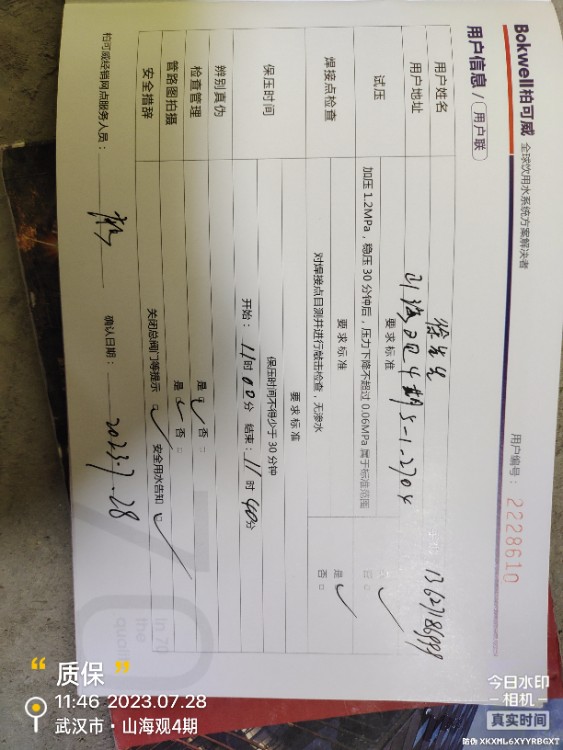 Bokwell柏可威 全球饮用水系统方案解决者
用户信息/用户联
用户编号：2228610
用户姓名 徐先生 13627186999
用户地址 山海观4期5-1-2704
要求标准
试压 加压1.2MPa，稳压30分钟后，压力下降不超过0.06MPa属于标准范围
要求标准
焊接点检查 对焊接点目测并进行敲击检查，无渗水 是 否
要求标准
保压时间 保压时间不得少于30分钟
开始：11时00分 结束：11时40分
辨别真伪
检查管理 是 否
管路图拍摄 是 否
安全措辞 关闭总阀门等提示 安全用水告知
柏可威经销网点服务人员： 确认日期：2023.7.28
In 70
the
quali
“质保”
11:46 2023.07.28
武汉市·山海观4期
今日水印
相机
真实时间
防伪 XKXML6XYYRBGXT